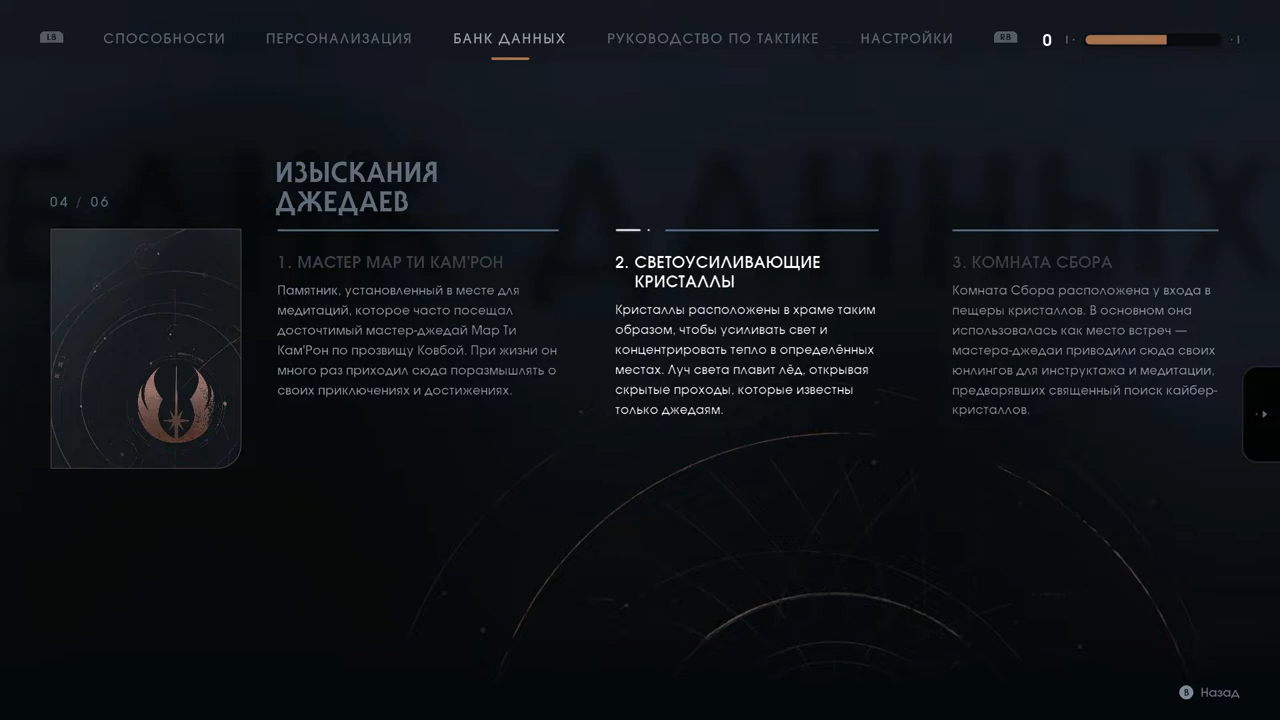 LB СПОСОБНОСТИ ПЕРСОНАЛИЗАЦИЯ БАНК ДАННЫХ РУКОВОДСТВО ПО ТАКТИКЕ НАСТРОЙКИ RB 0
БАНК ДАННЫХ
04 / 06
ИЗЫСКАНИЯ
ДЖЕДАЕВ
1. МАСТЕР МАР ТИ КАМ'РОН
Памятник, установленный в месте для
медитаций, которое часто посещал
досточтимый мастер-джедай Мар Ти
Кам'Рон по прозвищу Ковбой. При жизни он
много раз приходил сюда поразмышлять о
своих приключениях и достижениях.
2. СВЕТОУСИЛИВАЮЩИЕ
КРИСТАЛЛЫ
Кристаллы расположены в храме таким
образом, чтобы усиливать свет и
концентрировать тепло в определённых
местах. Луч света плавит лёд, открывая
скрытые проходы, которые известны
только джедаям.
3. КОМНАТА СБОРА
Комната Сбора расположена у входа в
пещеры кристаллов. В основном она
использовалась как место встреч —
мастера-джедаи приводили сюда своих
юнлингов для инструктажа и медитации,
предварявших священный поиск кайбер-
кристаллов.
B Назад